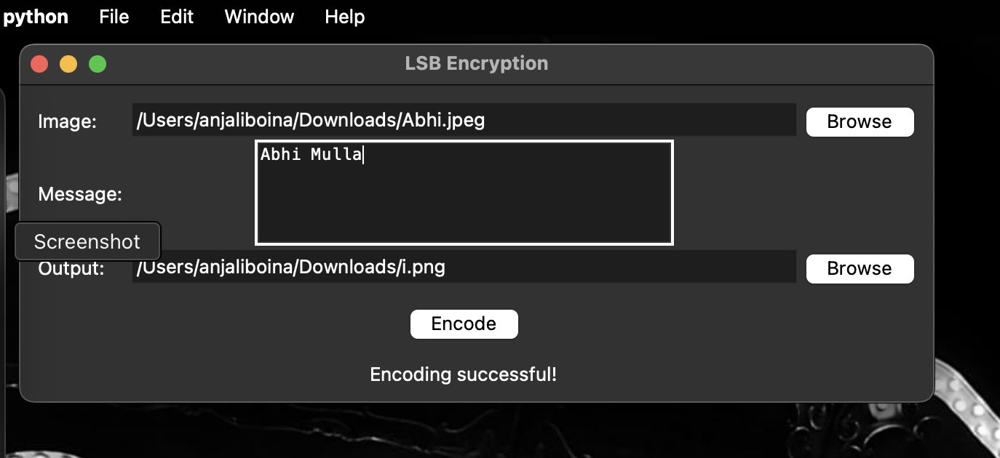 python File Edit Window Help
LSB Encryption
Image: /Users/anjaliboina/Downloads/Abhi.jpeg Browse
Abhi Mulla
Message:
Screenshot
Output: /Users/anjaliboina/Downloads/i.png Browse
Encode
Encoding successful!